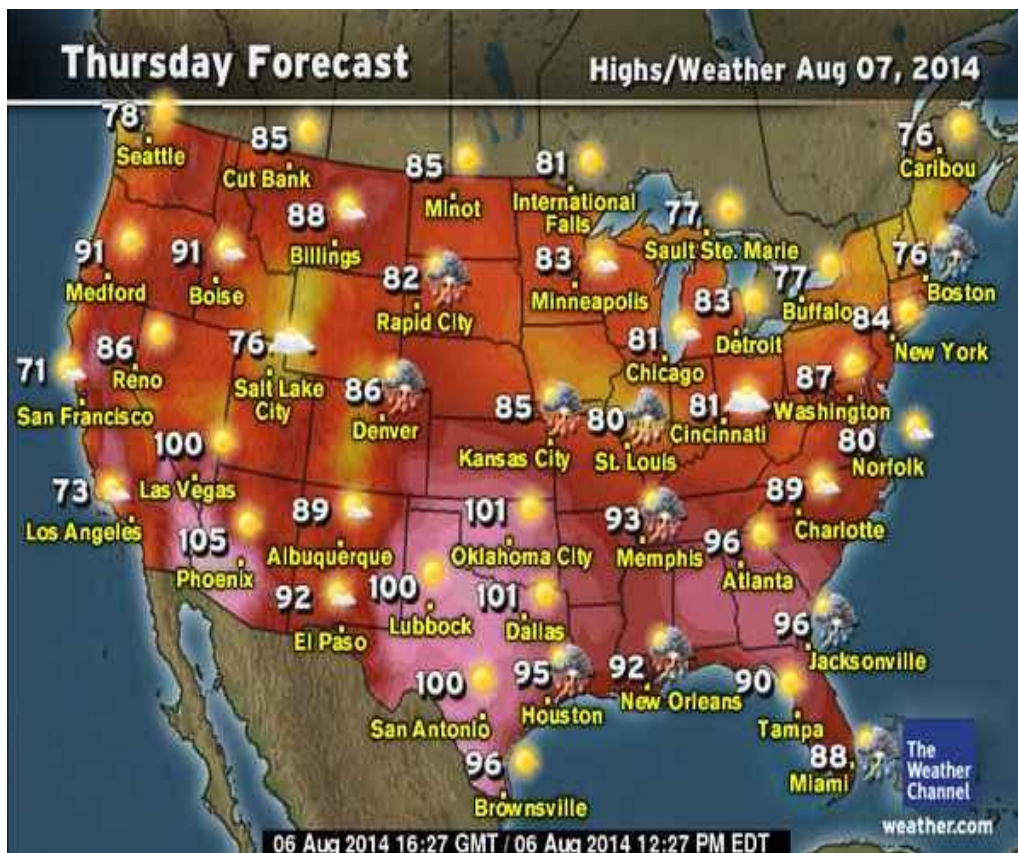 Thursday Forecast
Highs/Weather Aug 07, 2014
78
Seattle
85
Cut Bank
85
Minot
81
International
Falls
77
Sault Ste. Marie
76
Caribou
91
Medford
91
Boise
88
Billings
82
Rapid City
83
Minneapolis
83
Detroit
77
Buffalo
76
Boston
84
New York
71
San Francisco
86
Reno
76
Salt Lake
City
86
Denver
85
Kansas City
80
St. Louis
81
Chicago
81
Cincinnati
87
Washington
80
Norfolk
73
Los Angeles
100
Las Vegas
105
Phoenix
89
Albuquerque
101
Oklahoma City
93
Memphis
96
Atlanta
89
Charlotte
92
El Paso
100
Lubbock
101
Dallas
96
Jacksonville
100
San Antonio
95
Houston
92
New Orleans
90
Tampa
96
Brownsville
88
Miami
The
Weather
Channel
weather.com
06 Aug 2014 16:27 GMT / 06 Aug 2014 12:27 PM EDT